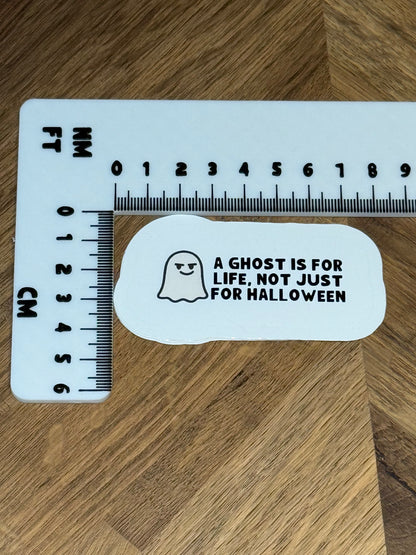 NM
FT
0 1 2 3 4 5 6 7 8 9
0
1
2
3
4
5
6
CM
A GHOST IS FOR
LIFE, NOT JUST
FOR HALLOWEEN